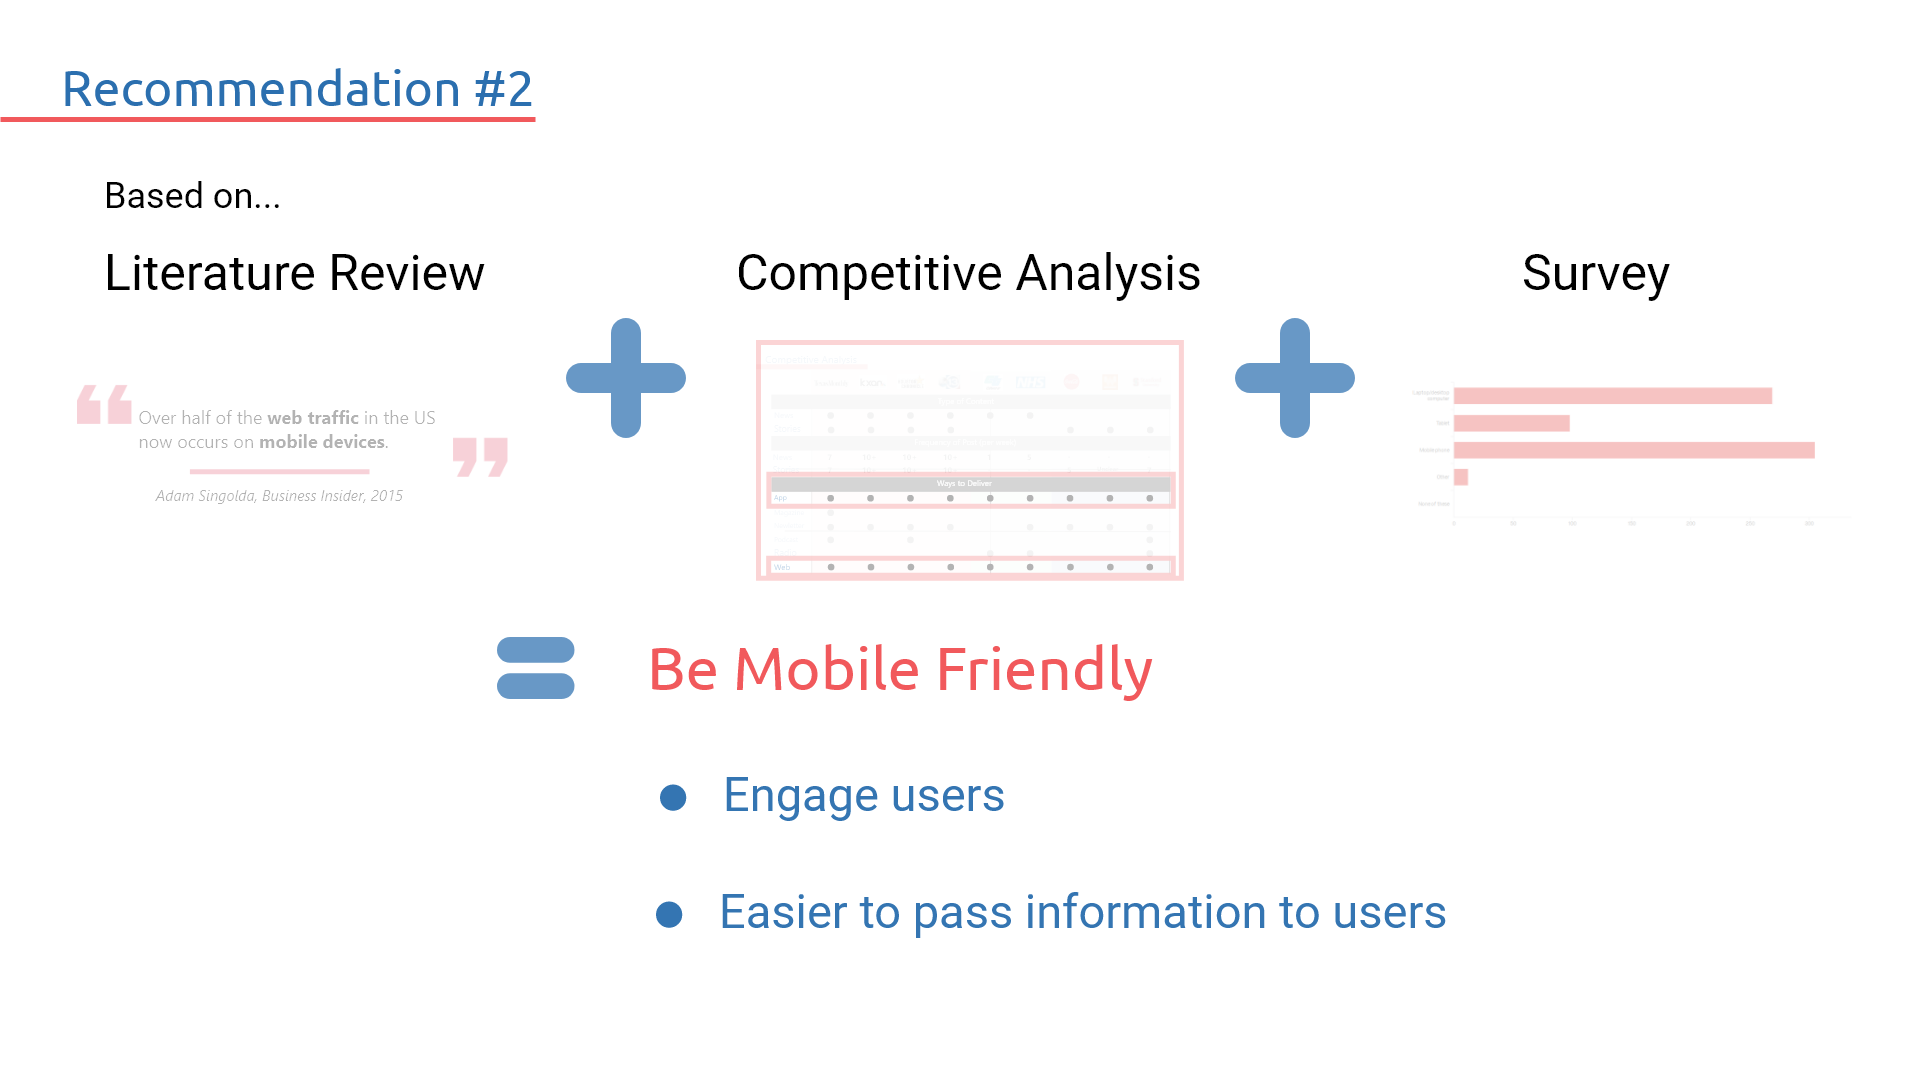 Recommendation #2
Based on...
Literature Review
Competitive Analysis
Survey
Over half of the web traffic in the US
now occurs on mobile devices.
Adam Singolda, Business Insider, 2015
Competitive Analysis
Ways to Deliver
App
Web
Be Mobile Friendly
● Engage users
● Easier to pass information to users